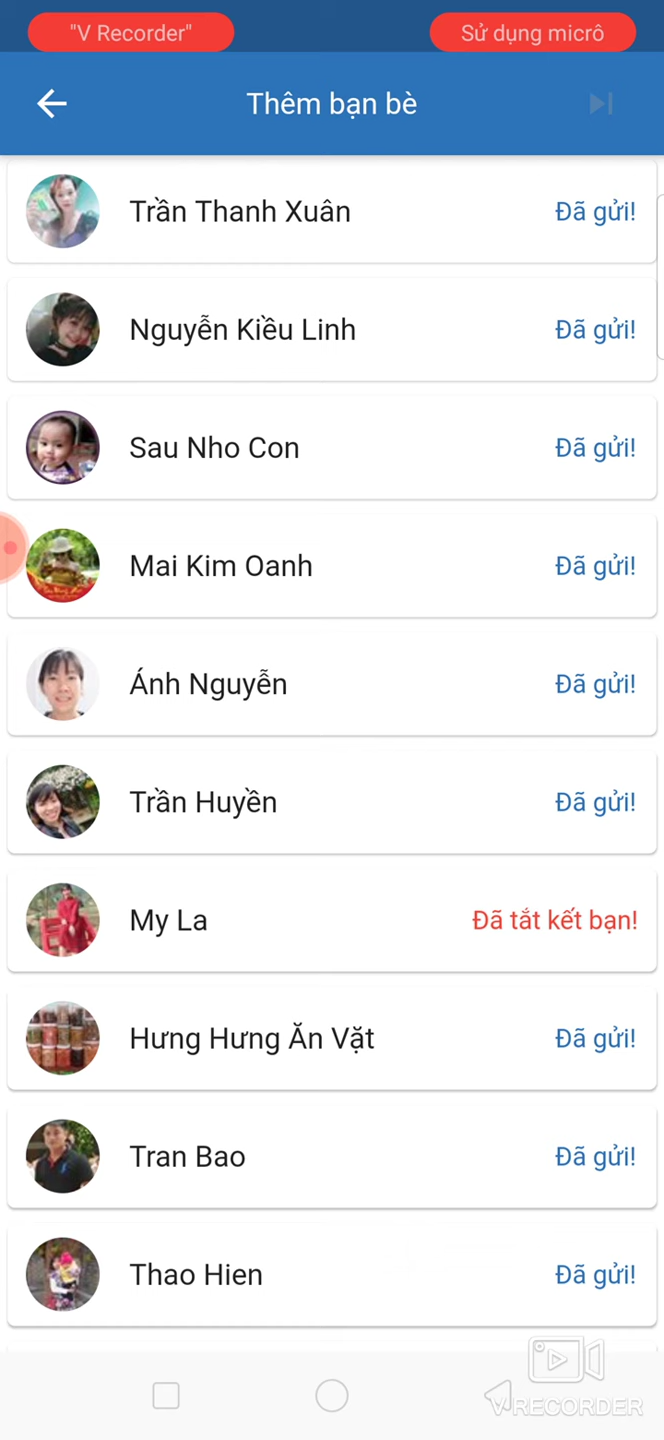 "V Recorder"
Sử dụng micrô
Thêm bạn bè
Trần Thanh Xuân
Đã gửi!
Nguyễn Kiều Linh
Đã gửi!
Sau Nho Con
Đã gửi!
Mai Kim Oanh
Đã gửi!
Ánh Nguyễn
Đã gửi!
Trần Huyền
Đã gửi!
My La
Đã tắt kết bạn!
Hưng Hưng Ăn Vặt
Đã gửi!
Tran Bao
Đã gửi!
Thao Hien
Đã gửi!
V RECORDER